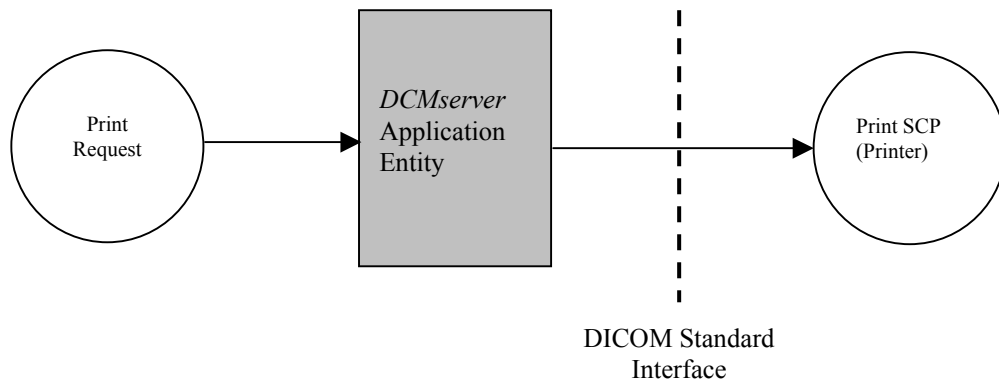 Print
Request
DCMserver
Application
Entity
Print SCP
(Printer)
DICOM Standard
Interface